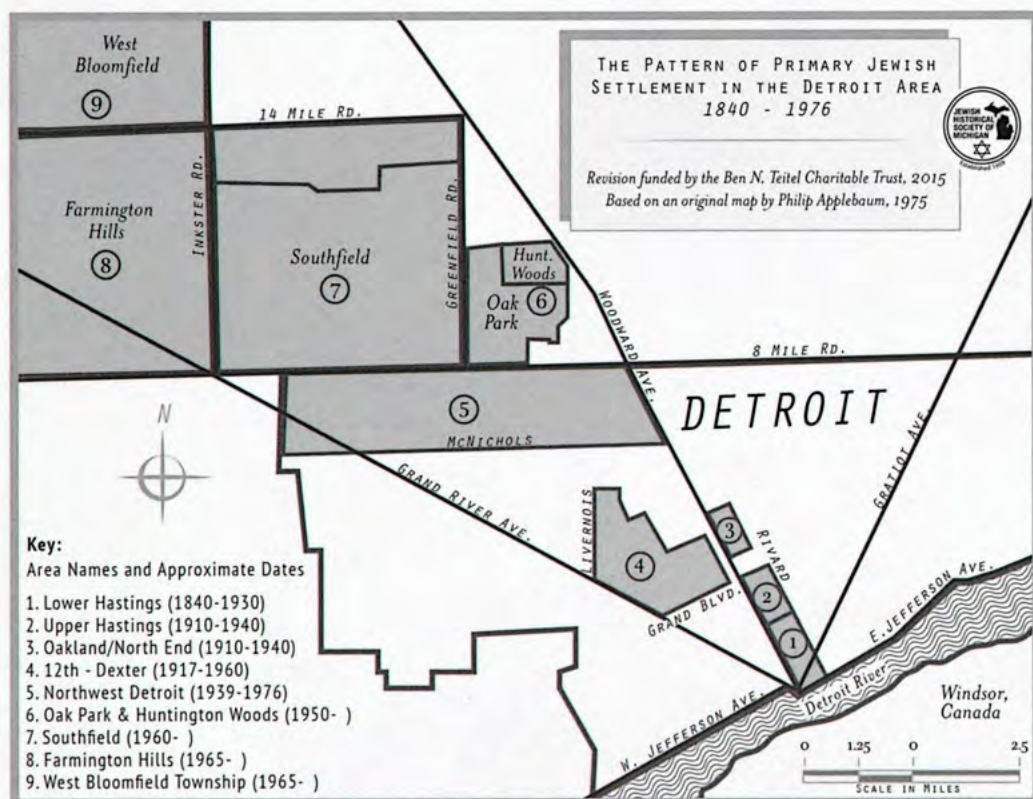 THE PATTERN OF PRIMARY JEWISH
SETTLEMENT IN THE DETROIT AREA
1840 - 1976
Revision funded by the Ben N. Teitel Charitable Trust, 2015
Based on an original map by Philip Applebaum, 1975
JEWISH
HISTORICAL
SOCIETY OF
MICHIGAN
West
Bloomfield
9
14 MILE RD.
INKSTER RD.
Farmington
Hills
8
Southfield
7
GREENFIELD RD.
Hunt.
Woods
6
Oak
Park
WOODWARD AVE.
8 MILE RD.
5
MCNICHOLS
DETROIT
GRATIOT AVE.
N
GRAND RIVER AVE.
LIVERNOIS
4
3
RIVARD
2
GRAND BLVD.
1
E. JEFFERSON AVE.
W. JEFFERSON AVE.
Detroit River
Windsor,
Canada
0 1.25 0 2.5
SCALE IN MILES
Key:
Area Names and Approximate Dates
1. Lower Hastings (1840-1930)
2. Upper Hastings (1910-1940)
3. Oakland/North End (1910-1940)
4. 12th - Dexter (1917-1960)
5. Northwest Detroit (1939-1976)
6. Oak Park & Huntington Woods (1950- )
7. Southfield (1960- )
8. Farmington Hills (1965- )
9. West Bloomfield Township (1965- )